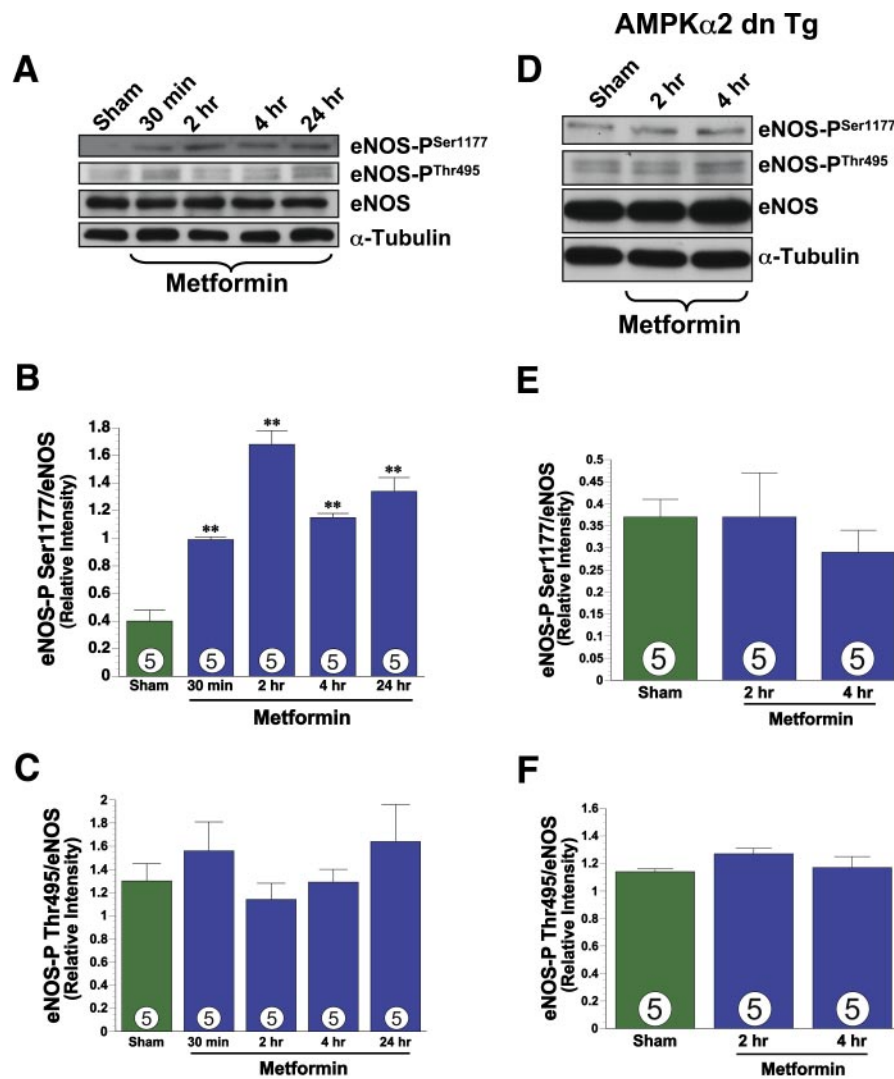 AMPKα2 dn Tg
A
Sham 30 min 2 hr 4 hr 24 hr
eNOS-PSer1177
eNOS-PThr495
eNOS
α-Tubulin
Metformin
D
Sham 2 hr 4 hr
eNOS-PSer1177
eNOS-PThr495
eNOS
α-Tubulin
Metformin
B
eNOS-P Ser1177/eNOS
(Relative Intensity)
1.8
1.6
1.4
1.2
1
0.8
0.6
0.4
0.2
0
** ** ** **
5 5 5 5 5
Sham 30 min 2 hr 4 hr 24 hr
Metformin
E
eNOS-P Ser1177/eNOS
(Relative Intensity)
0.5
0.45
0.4
0.35
0.3
0.25
0.2
0.15
0.1
0.05
0
5 5 5
Sham 2 hr 4 hr
Metformin
C
eNOS-P Thr495/eNOS
(Relative Intensity)
2
1.8
1.6
1.4
1.2
1
0.8
0.6
0.4
0.2
0
5 5 5 5 5
Sham 30 min 2 hr 4 hr 24 hr
Metformin
F
eNOS-P Thr495/eNOS
(Relative Intensity)
1.6
1.4
1.2
1
0.8
0.6
0.4
0.2
0
5 5 5
Sham 2 hr 4 hr
Metformin